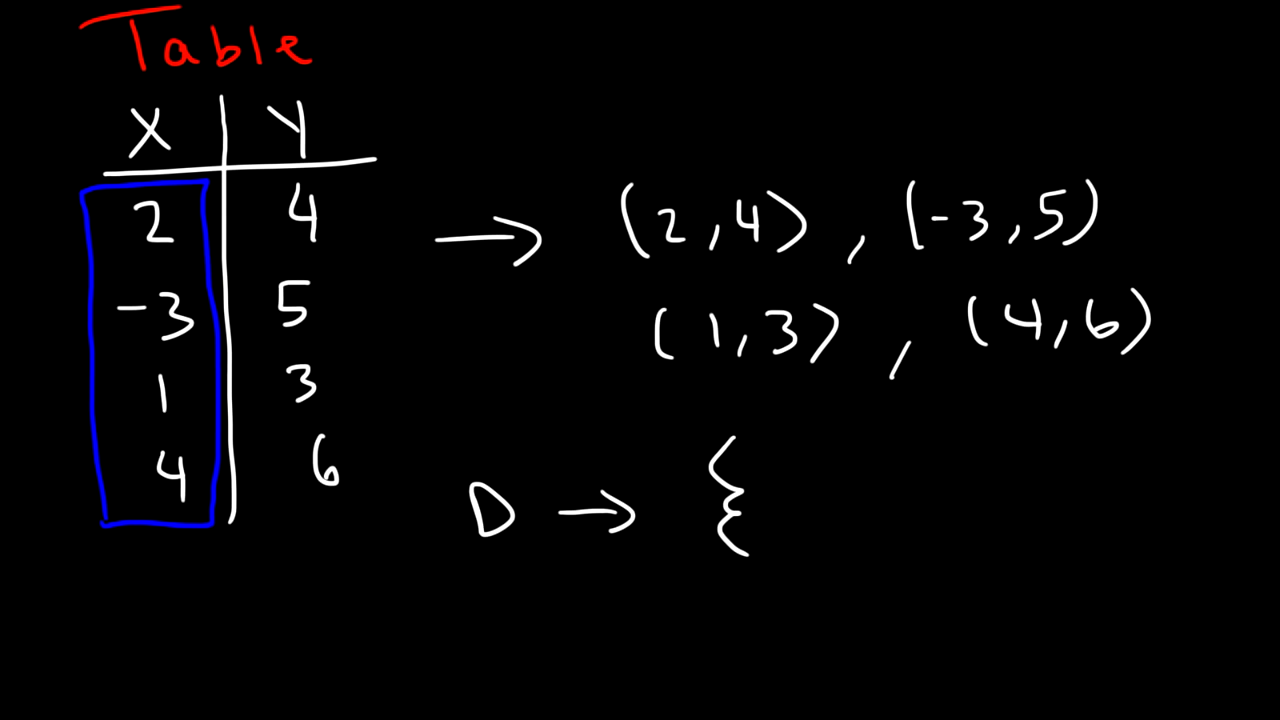 Table
X Y
2 4 → (2,4), (-3,5)
-3 5
1 3 (1,3), (4,6)
4 6
D → {